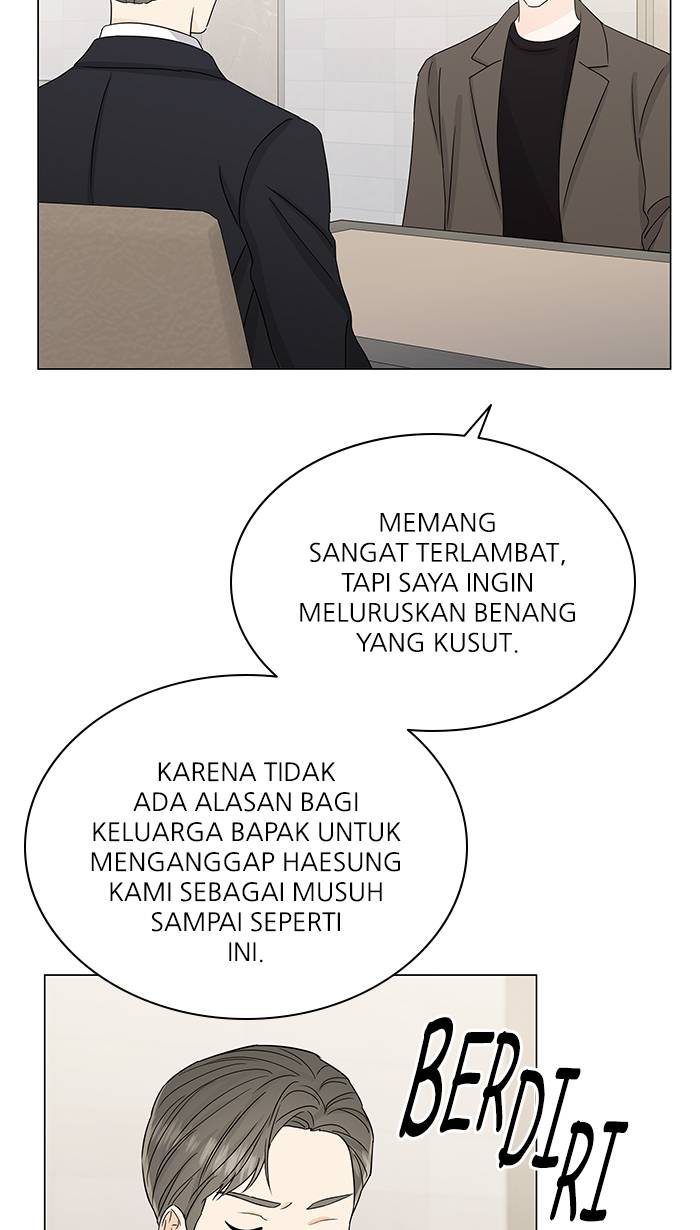 MEMANG
SANGAT TERLAMBAT,
TAPI SAYA INGIN
MELURUSKAN BENANG
YANG KUSUT.
KARENA TIDAK
ADA ALASAN BAGI
KELUARGA BAPAK UNTUK
MENGANGGAP HAESUNG
KAMI SEBAGAI MUSUH
SAMPAI SEPERTI
INI.
BERDIRI